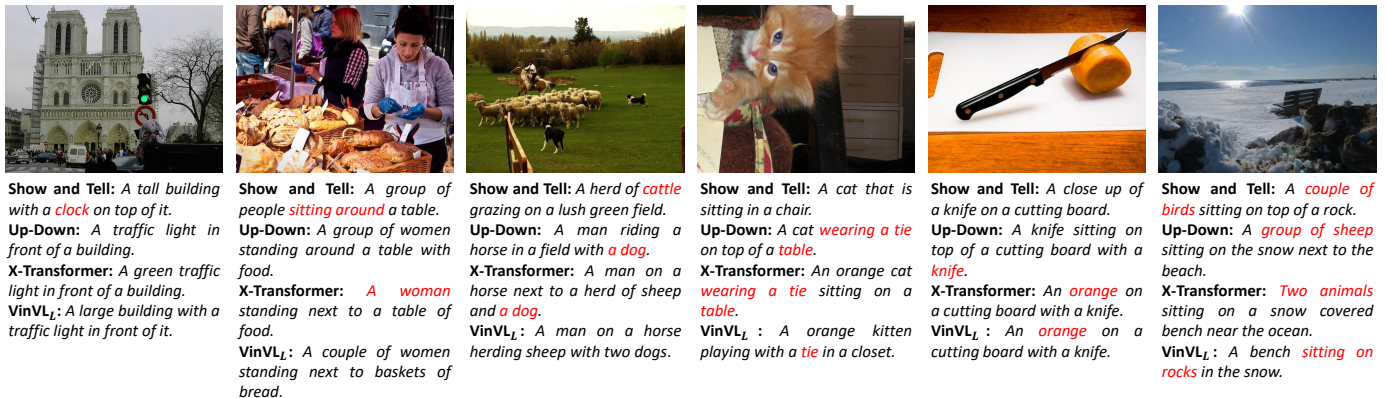 Show and Tell: A tall building
with a clock on top of it.
Up-Down: A traffic light in
front of a building.
X-Transformer: A green traffic
light in front of a building.
VinVL_L: A large building with a
traffic light in front of it.
Show and Tell: A group of
people sitting around a table.
Up-Down: A group of women
standing around a table with
food.
X-Transformer: A woman
standing next to a table of
food.
VinVL_L: A couple of women
standing next to baskets of
bread.
Show and Tell: A herd of cattle
grazing on a lush green field.
Up-Down: A man riding a
horse in a field with a dog.
X-Transformer: A man on a
horse next to a herd of sheep
and a dog.
VinVL_L: A man on a horse
herding sheep with two dogs.
Show and Tell: A cat that is
sitting in a chair.
Up-Down: A cat wearing a tie
on top of a table.
X-Transformer: An orange cat
wearing a tie sitting on a
table.
VinVL_L : A orange kitten
playing with a tie in a closet.
Show and Tell: A close up of
a knife on a cutting board.
Up-Down: A knife sitting on
top of a cutting board with a
knife.
X-Transformer: An orange on
a cutting board with a knife.
VinVL_L : An orange on a
cutting board with a knife.
Show and Tell: A couple of
birds sitting on top of a rock.
Up-Down: A group of sheep
sitting on the snow next to the
beach.
X-Transformer: Two animals
sitting on a snow covered
bench near the ocean.
VinVL_L : A bench sitting on
rocks in the snow.